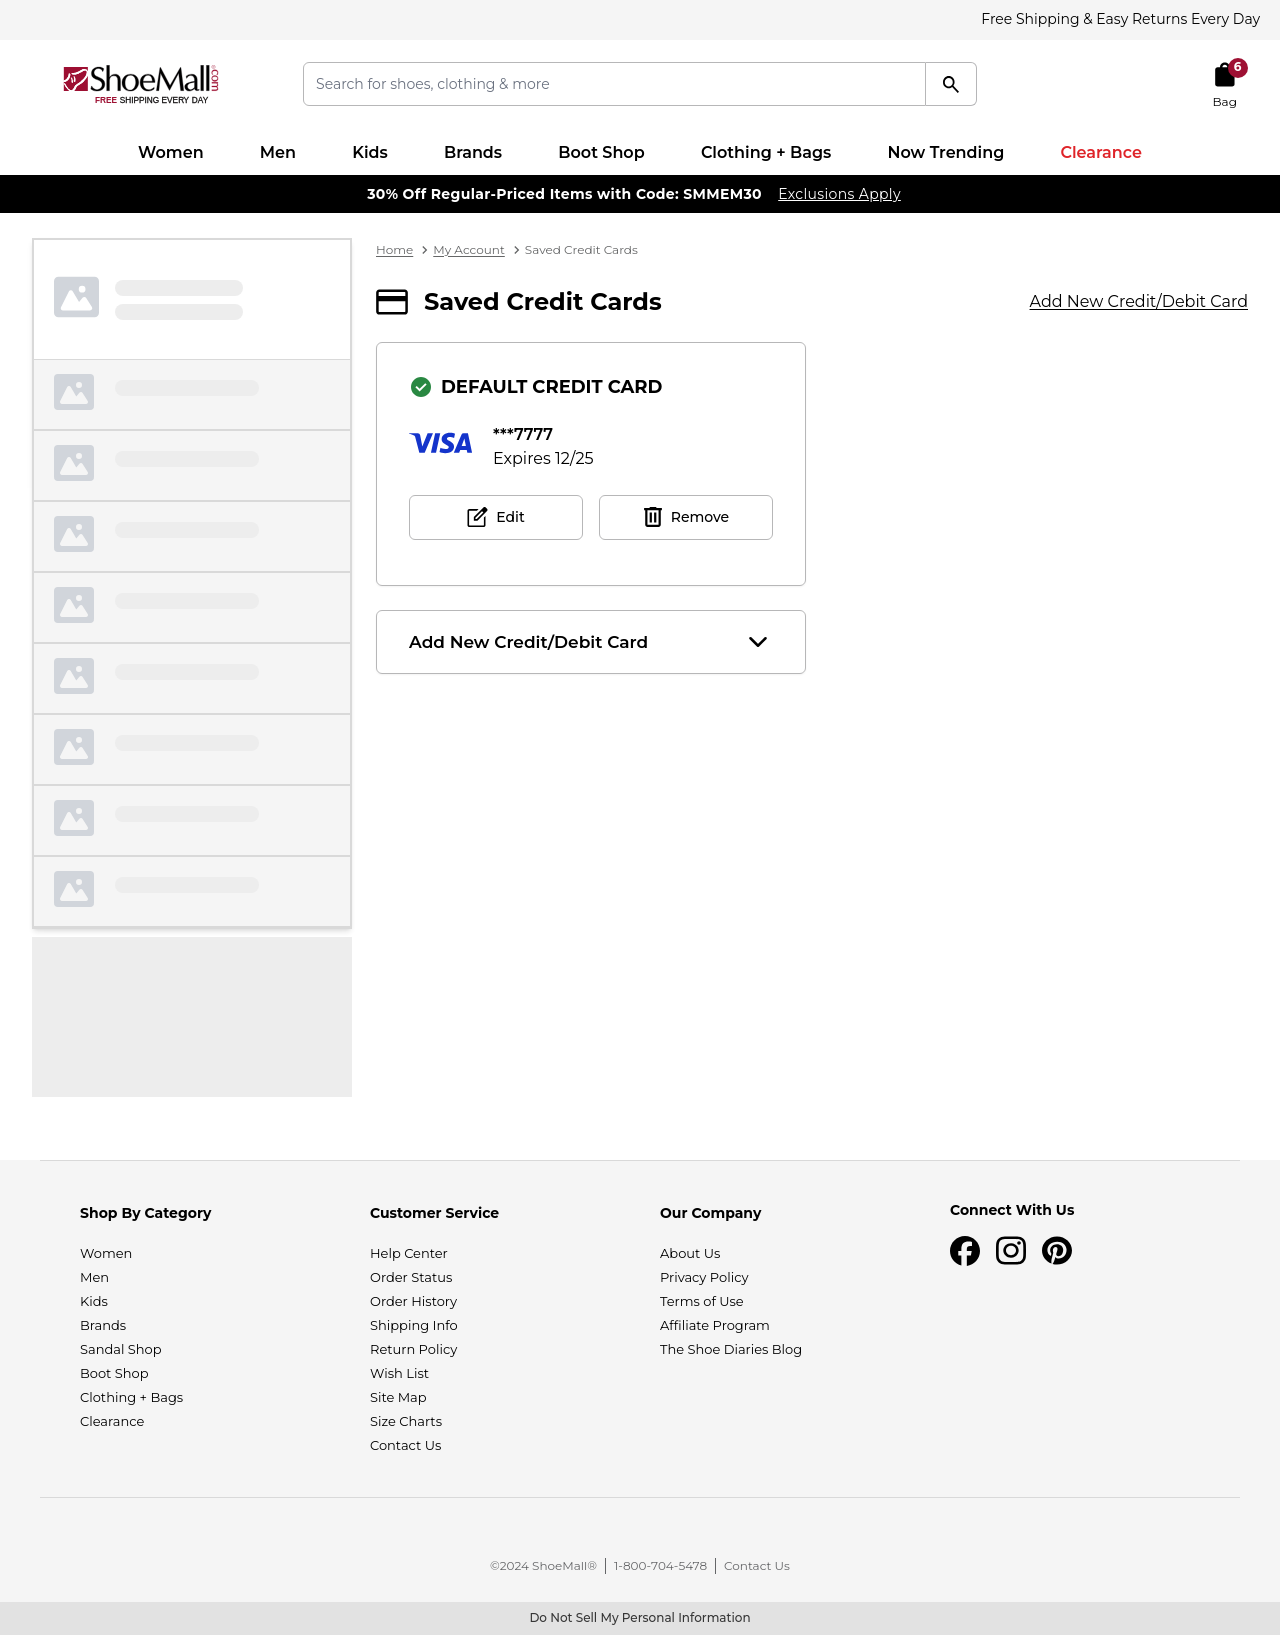 Free Shipping & Easy Returns Every Day
ShoeMall®.com
FREE SHIPPING EVERY DAY
Search for shoes, clothing & more
6
Bag
Women Men Kids Brands Boot Shop Clothing + Bags Now Trending Clearance
30% Off Regular-Priced Items with Code: SMMEM30 Exclusions Apply
Home > My Account > Saved Credit Cards
Saved Credit Cards
Add New Credit/Debit Card
DEFAULT CREDIT CARD
VISA
***7777
Expires 12/25
Edit
Remove
Add New Credit/Debit Card
Shop By Category
Women
Men
Kids
Brands
Sandal Shop
Boot Shop
Clothing + Bags
Clearance
Customer Service
Help Center
Order Status
Order History
Shipping Info
Return Policy
Wish List
Site Map
Size Charts
Contact Us
Our Company
About Us
Privacy Policy
Terms of Use
Affiliate Program
The Shoe Diaries Blog
Connect With Us
©2024 ShoeMall® | 1-800-704-5478 | Contact Us
Do Not Sell My Personal Information